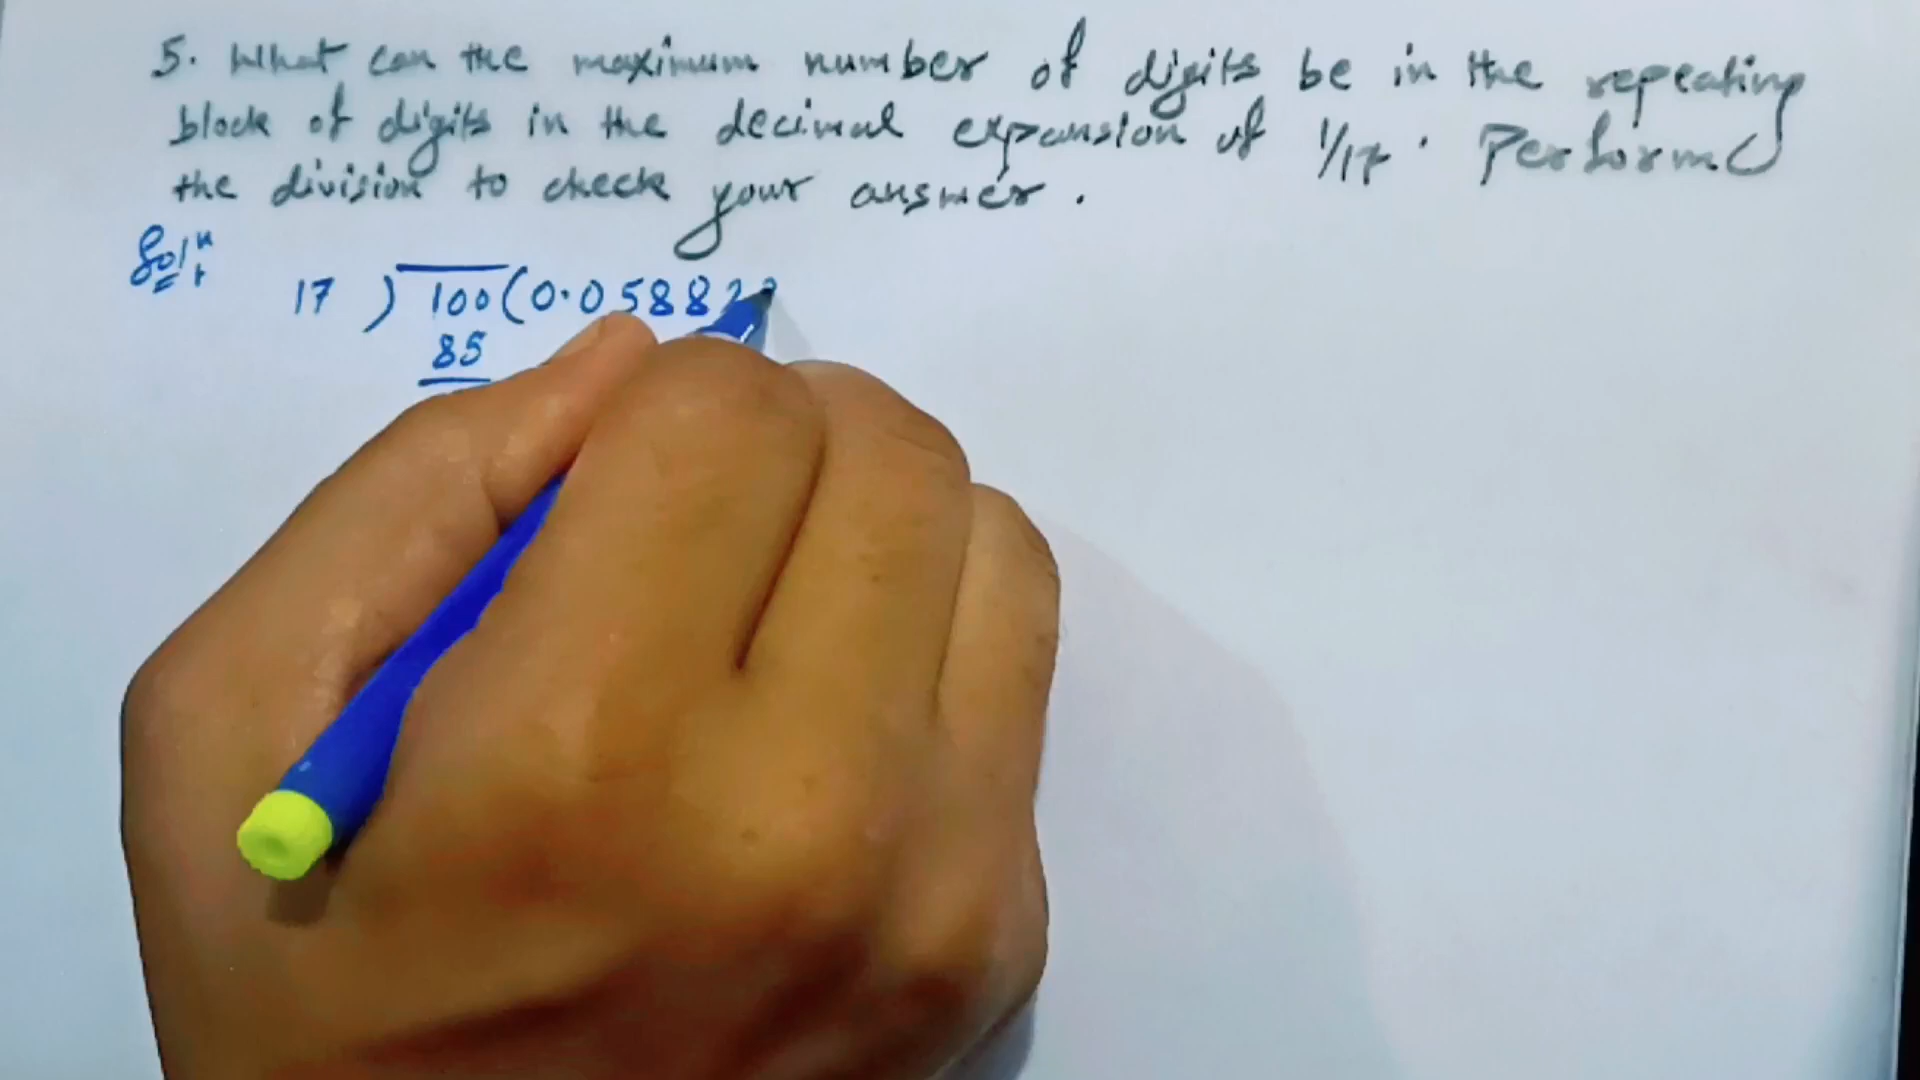 5. What can the maximum number of digits be in the repeating
block of digits in the decimal expansion of 1/17. Perform
the division to check your answer.
Solⁿ
17 ) 100 ( 0.05882
85